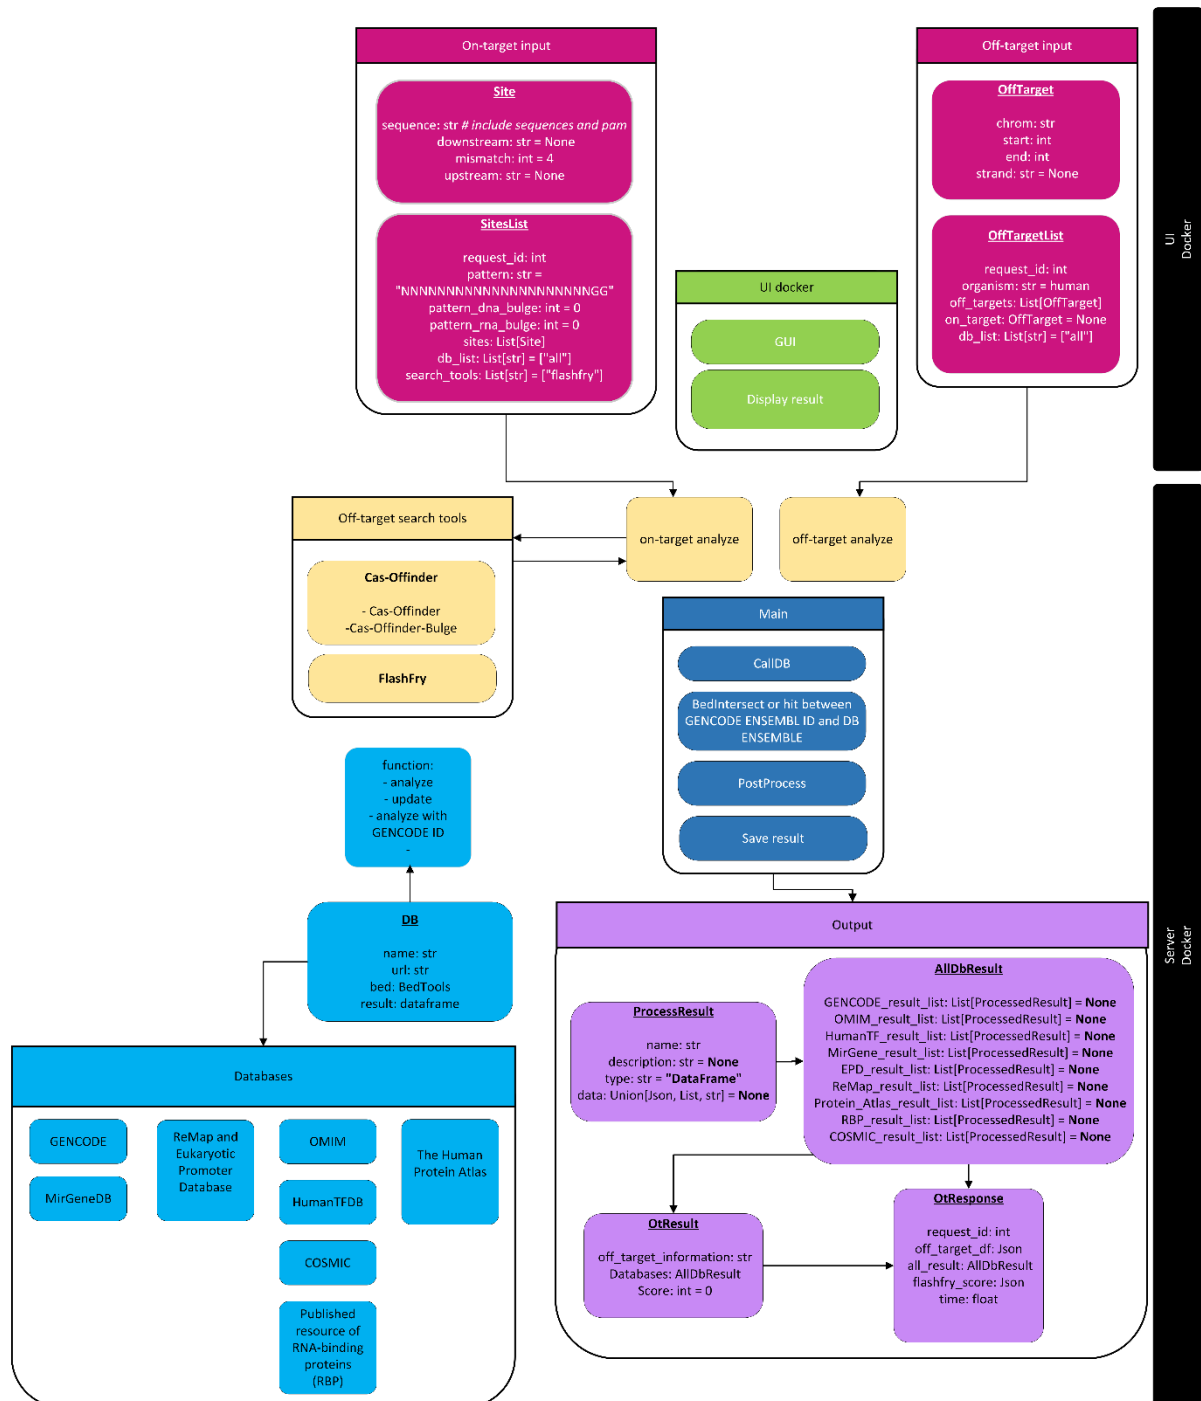 On-target input
Site
sequence: str # include sequences and pam
downstream: str = None
mismatch: int = 4
upstream: str = None
SitesList
request_id: int
pattern: str =
"NNNNNNNNNNNNNNNNNNNNNGG"
pattern_dna_bulge: int = 0
pattern_rna_bulge: int = 0
sites: List[Site]
db_list: List[str] = ["all"]
search_tools: List[str] = ["flashfry"]
Off-target input
OffTarget
chrom: str
start: int
end: int
strand: str = None
OffTargetList
request_id: int
organism: str = human
off_targets: List[OffTarget]
on_target: OffTarget = None
db_list: List[str] = ["all"]
UI docker
GUI
Display result
UI
Docker
Off-target search tools
Cas-Offinder
- Cas-Offinder
-Cas-Offinder-Bulge
FlashFry
on-target analyze
off-target analyze
Main
CallDB
BedIntersect or hit between
GENCODE ENSEMBL ID and DB
ENSEMBLE
PostProcess
Save result
function:
- analyze
- update
- analyze with
GENCODE ID
-
DB
name: str
url: str
bed: BedTools
result: dataframe
Databases
GENCODE
MirGeneDB
ReMap and
Eukaryotic
Promoter
Database
OMIM
HumanTFDB
COSMIC
Published
resource of
RNA-binding
proteins
(RBP)
The Human
Protein Atlas
Output
ProcessResult
name: str
description: str = None
type: str = "DataFrame"
data: Union[Json, List, str] = None
AllDbResult
GENCODE_result_list: List[ProcessedResult] = None
OMIM_result_list: List[ProcessedResult] = None
HumanTF_result_list: List[ProcessedResult] = None
MirGene_result_list: List[ProcessedResult] = None
EPD_result_list: List[ProcessedResult] = None
ReMap_result_list: List[ProcessedResult] = None
Protein_Atlas_result_list: List[ProcessedResult] = None
RBP_result_list: List[ProcessedResult] = None
COSMIC_result_list: List[ProcessedResult] = None
OtResult
off_target_information: str
Databases: AllDbResult
Score: int = 0
OtResponse
request_id: int
off_target_df: Json
all_result: AllDbResult
flashfry_score: Json
time: float
Server
Docker